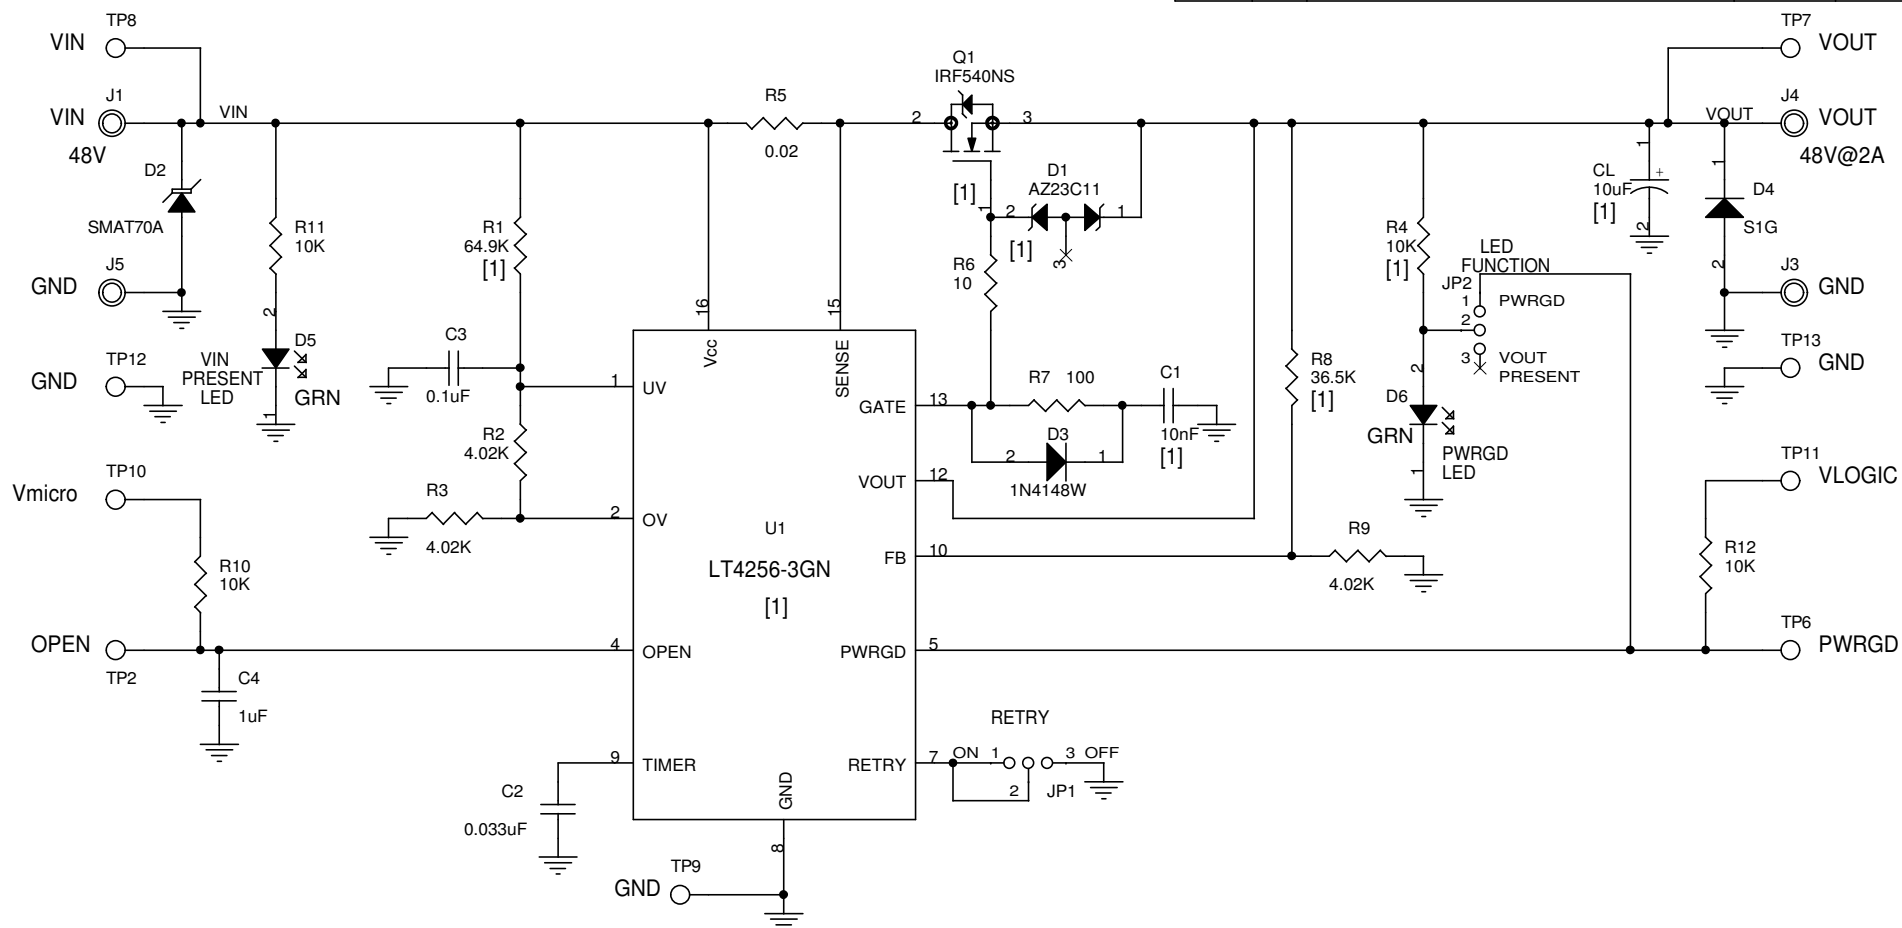 TP8
VIN
J1
VIN
48V
VIN
D2
SMAT70A
J5
GND
TP12
GND
R11
10K
2
VIN
PRESENT
LED
D5
GRN
1
R1
64.9K
[1]
C3
0.1uF
R2
4.02K
R3
4.02K
TP10
Vmicro
R10
10K
OPEN
TP2
C4
1uF
C2
0.033uF
TP9
GND
R5
0.02
16
15
Vcc
SENSE
1
UV
2
OV
4
OPEN
9
TIMER
U1
LT4256-3GN
[1]
GND
8
GATE
13
VOUT
12
FB
10
PWRGD
5
RETRY
7
Q1
IRF540NS
2
3
[1]
1
D1
AZ23C11
2
1
[1]
3
R6
10
R7
100
C1
10nF
[1]
D3
2
1
1N4148W
R8
36.5K
[1]
R9
4.02K
R4
10K
[1]
LED
FUNCTION
JP2
1
PWRGD
2
3
VOUT
PRESENT
2
D6
GRN
PWRGD
LED
1
RETRY
ON
1
3
OFF
2
JP1
CL
10uF
[1]
1
+
2
VOUT
1
D4
S1G
2
TP7
VOUT
J4
VOUT
48V@2A
J3
GND
TP13
GND
TP11
VLOGIC
R12
10K
TP6
PWRGD